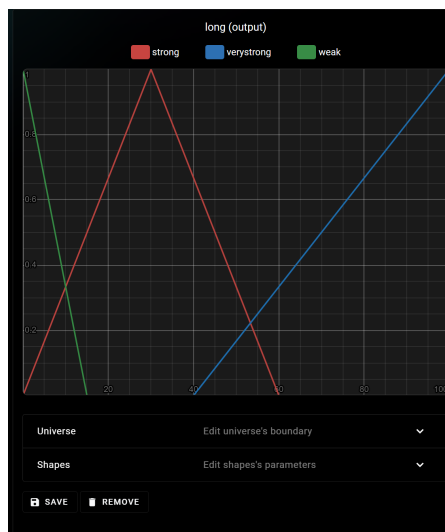 long (output)
strong verystrong weak
1
0.8
0.6
0.4
0.2
20 40 60 80 100
Universe Edit universe's boundary
Shapes Edit shapes's parameters
SAVE REMOVE